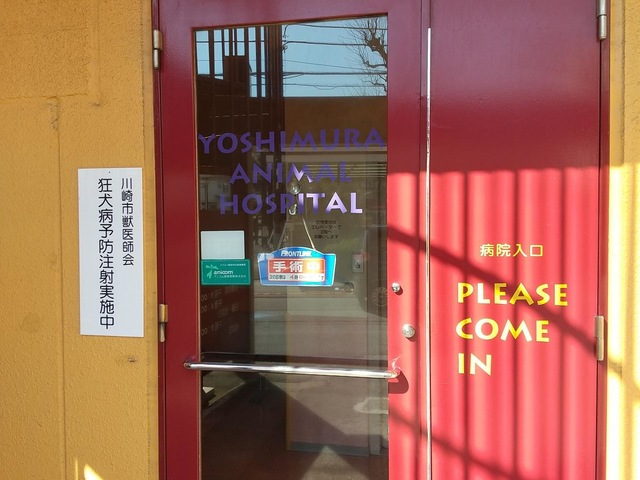 川崎市獣医師会
狂犬病予防注射実施中
YOSHIMURA
ANIMAL
HOSPITAL
FRONTLINE
手術中
anicom
病院入口
PLEASE
COME
IN